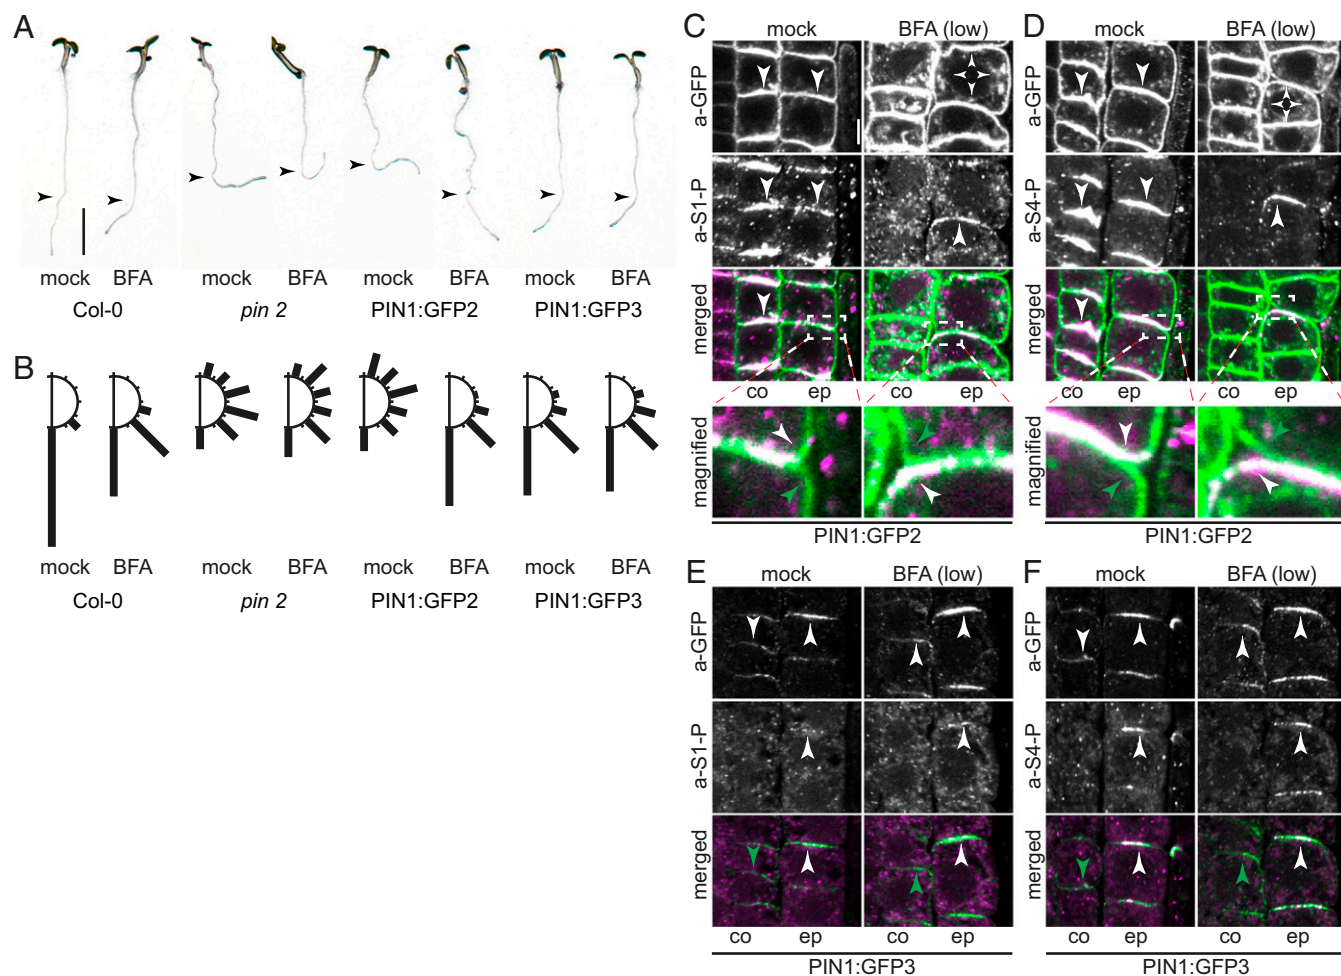 A
mock BFA mock BFA mock BFA mock BFA
Col-0 pin 2 PIN1:GFP2 PIN1:GFP3
B
mock BFA mock BFA mock BFA mock BFA
Col-0 pin 2 PIN1:GFP2 PIN1:GFP3
C
mock BFA (low)
a-GFP
a-S1-P
merged
co ep co ep
magnified
PIN1:GFP2
D
mock BFA (low)
a-GFP
a-S4-P
merged
co ep co ep
magnified
PIN1:GFP2
E
mock BFA (low)
a-GFP
a-S1-P
merged
co ep co ep
PIN1:GFP3
F
mock BFA (low)
a-GFP
a-S4-P
merged
co ep co ep
PIN1:GFP3